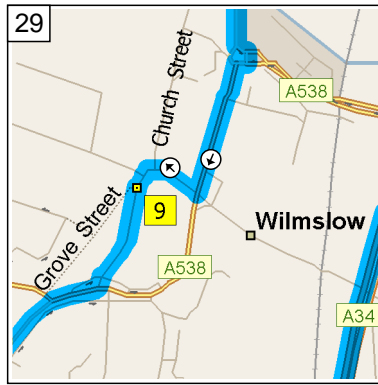 29
Church Street
A538
Grove Street
9
Wilmslow
A538
A34